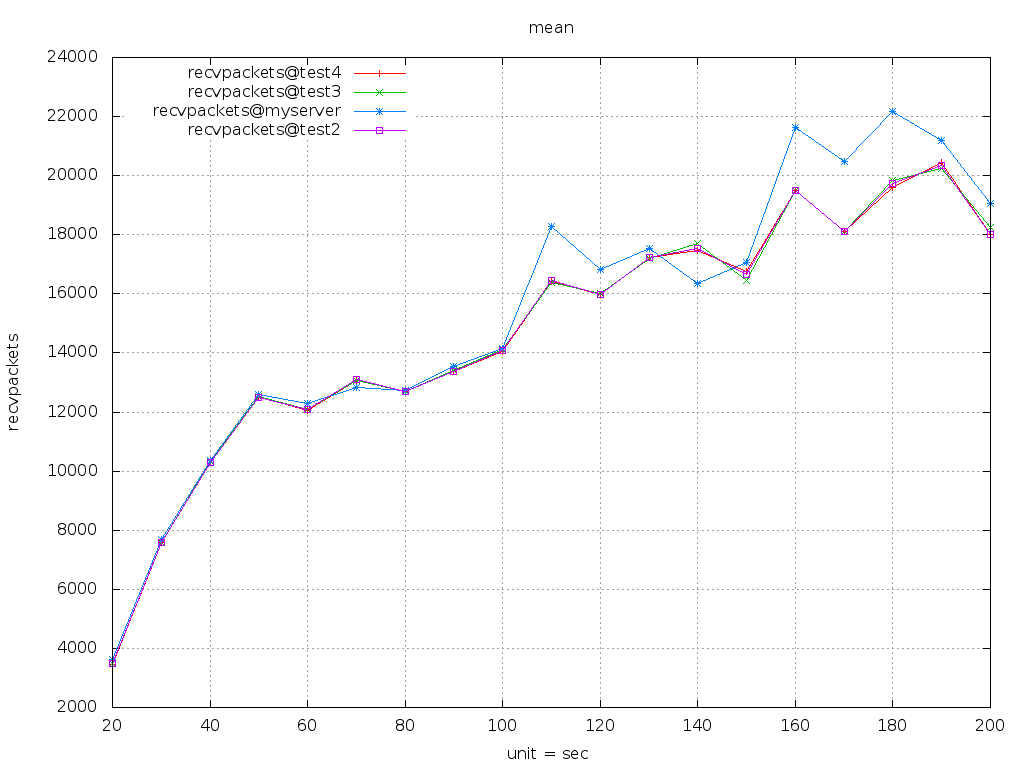 mean
24000
22000
20000
18000
16000
14000
12000
10000
8000
6000
4000
2000
recvpackets
recvpackets@test4
recvpackets@test3
recvpackets@myserver
recvpackets@test2
20 40 60 80 100 120 140 160 180 200
unit = sec